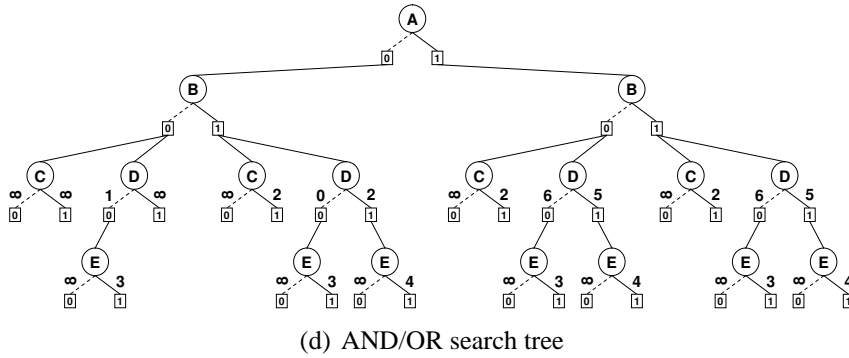 A
0 1
B B
0 1 0 1
C D C D C D C D
∞ ∞ 1 ∞ ∞ 2 0 2 ∞ 2 6 5 ∞ 2 6 5
0 1 0 1 0 1 0 1 0 1 0 1 0 1 0 1
E E E E E E E
∞ 3 ∞ 3 ∞ 4 ∞ 3 ∞ 4 ∞ 3 ∞ 4
0 1 0 1 0 1 0 1 0 1 0 1 0 1
(d) AND/OR search tree